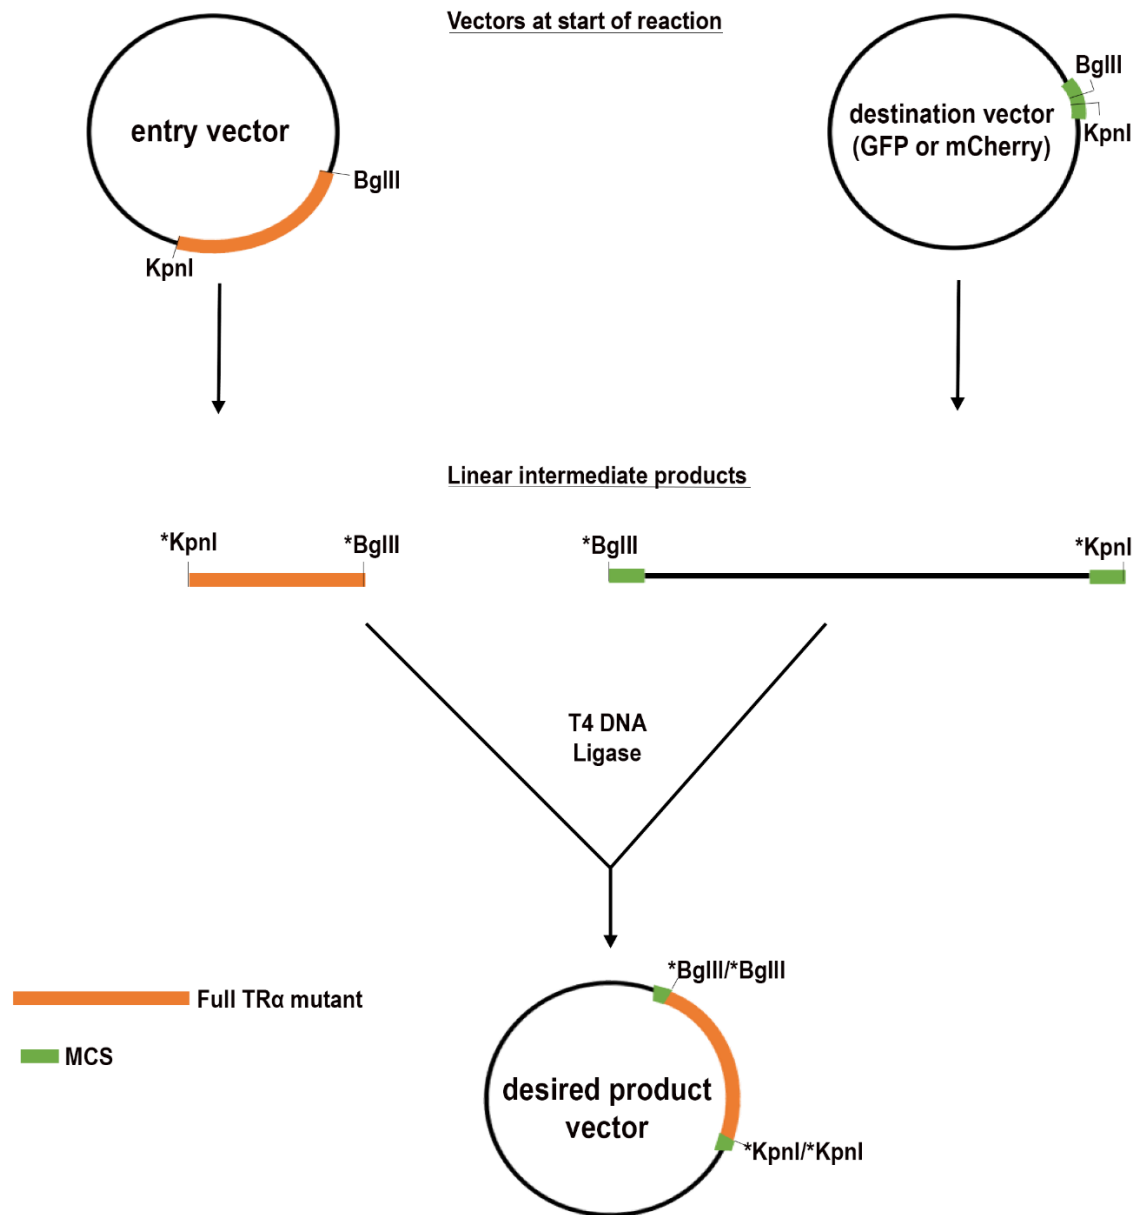 Vectors at start of reaction
entry vector
BglII
KpnI
destination vector
(GFP or mCherry)
BglII
KpnI
Linear intermediate products
*KpnI
*BglII
*BglII
*KpnI
T4 DNA
Ligase
*BglII/*BglII
desired product
vector
*KpnI/*KpnI
Full TRα mutant
MCS